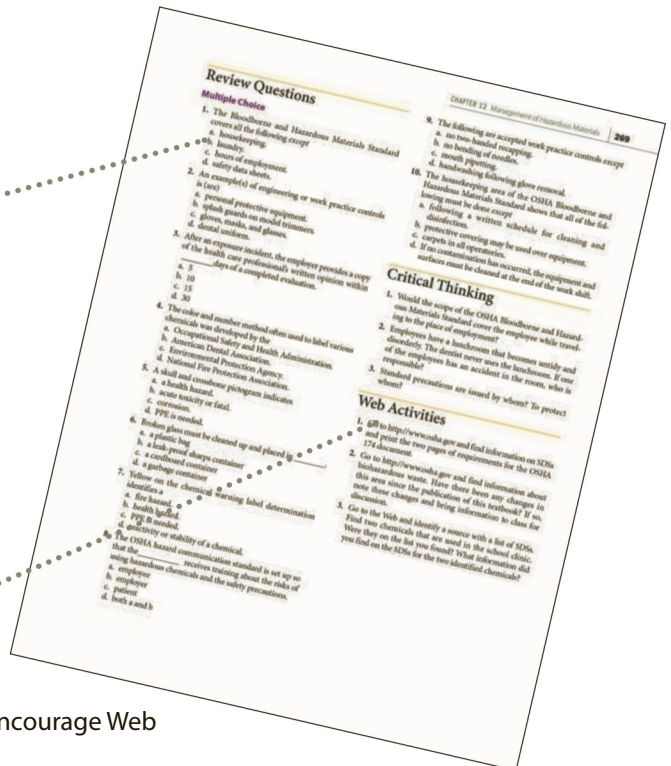 Review Questions
Multiple Choice
1. The Bloodborne and Hazardous Materials Standard
covers all the following except
a. housekeeping.
b. laundry.
c. hours of employment.
d. safety data sheets.
2. An example(s) of engineering or work practice controls
is (are)
a. personal protective equipment.
b. splash guards on model trimmers.
c. gloves, masks, and glasses.
d. dental uniform.
3. After an exposure incident, the employer provides a copy
of the health care professional's written opinion within
______ days of a completed evaluation.
a. 5
b. 10
c. 15
d. 30
4. The color and number method often used to label various
chemicals was developed by the
a. Occupational Safety and Health Administration.
b. American Dental Association.
c. Environmental Protection Agency.
d. National Fire Protection Association.
5. A skull and crossbone pictogram indicates
a. a health hazard.
b. acute toxicity or fatal.
c. corrosion.
d. PPE is needed.
6. Broken glass must be cleaned up and placed in ______.
a. a plastic bag
b. a leak-proof sharps container
c. a cardboard container
d. a garbage container
7. Yellow on the chemical warning label determination
identifies a
a. fire hazard.
b. health hazard.
c. PPE is needed.
d. reactivity or stability of a chemical.
The OSHA hazard communication standard is set up so
that the ______ receives training about the risks of
using hazardous chemicals and the safety precautions.
a. employee
b. employer
c. patient
d. both a and b
CHAPTER 12 Management of Hazardous Materials 269
9. The following are accepted work practice controls except
a. no two-handed recapping.
b. no bending of needles.
c. mouth pipetting.
d. handwashing following glove removal.
10. The housekeeping area of the OSHA Bloodborne and
Hazardous Materials Standard shows that all of the fol-
lowing must be done except
a. following a written schedule for cleaning and
disinfection.
b. protective covering may be used over equipment.
c. carpets in all operatories.
d. If no contamination has occurred, the equipment and
surfaces must be cleaned at the end of the work shift.
Critical Thinking
1. Would the scope of the OSHA Bloodborne and Hazard-
ous Materials Standard cover the employee while travel-
ing to the place of employment?
2. Employees have a lunchroom that becomes untidy and
disorderly. The dentist never uses the lunchroom. If one
of the employees has an accident in the room, who is
responsible?
3. Standard precautions are issued by whom? To protect
whom?
Web Activities
1. Go to http://www.osha.gov and find information on SDSs
and print the two pages of requirements for the OSHA
174 document.
2. Go to http://www.osha.gov and find information about
biohazardous waste. Have there been any changes in
this area since the publication of this textbook? If so,
note these changes and bring information to class for
discussion.
3. Go to the Web and identify a source with a list of SDSs.
Find two chemicals that are used in the school clinic.
Were they on the list you found? What information did
you find on the SDSs for the two identified chemicals?
ncourage Web